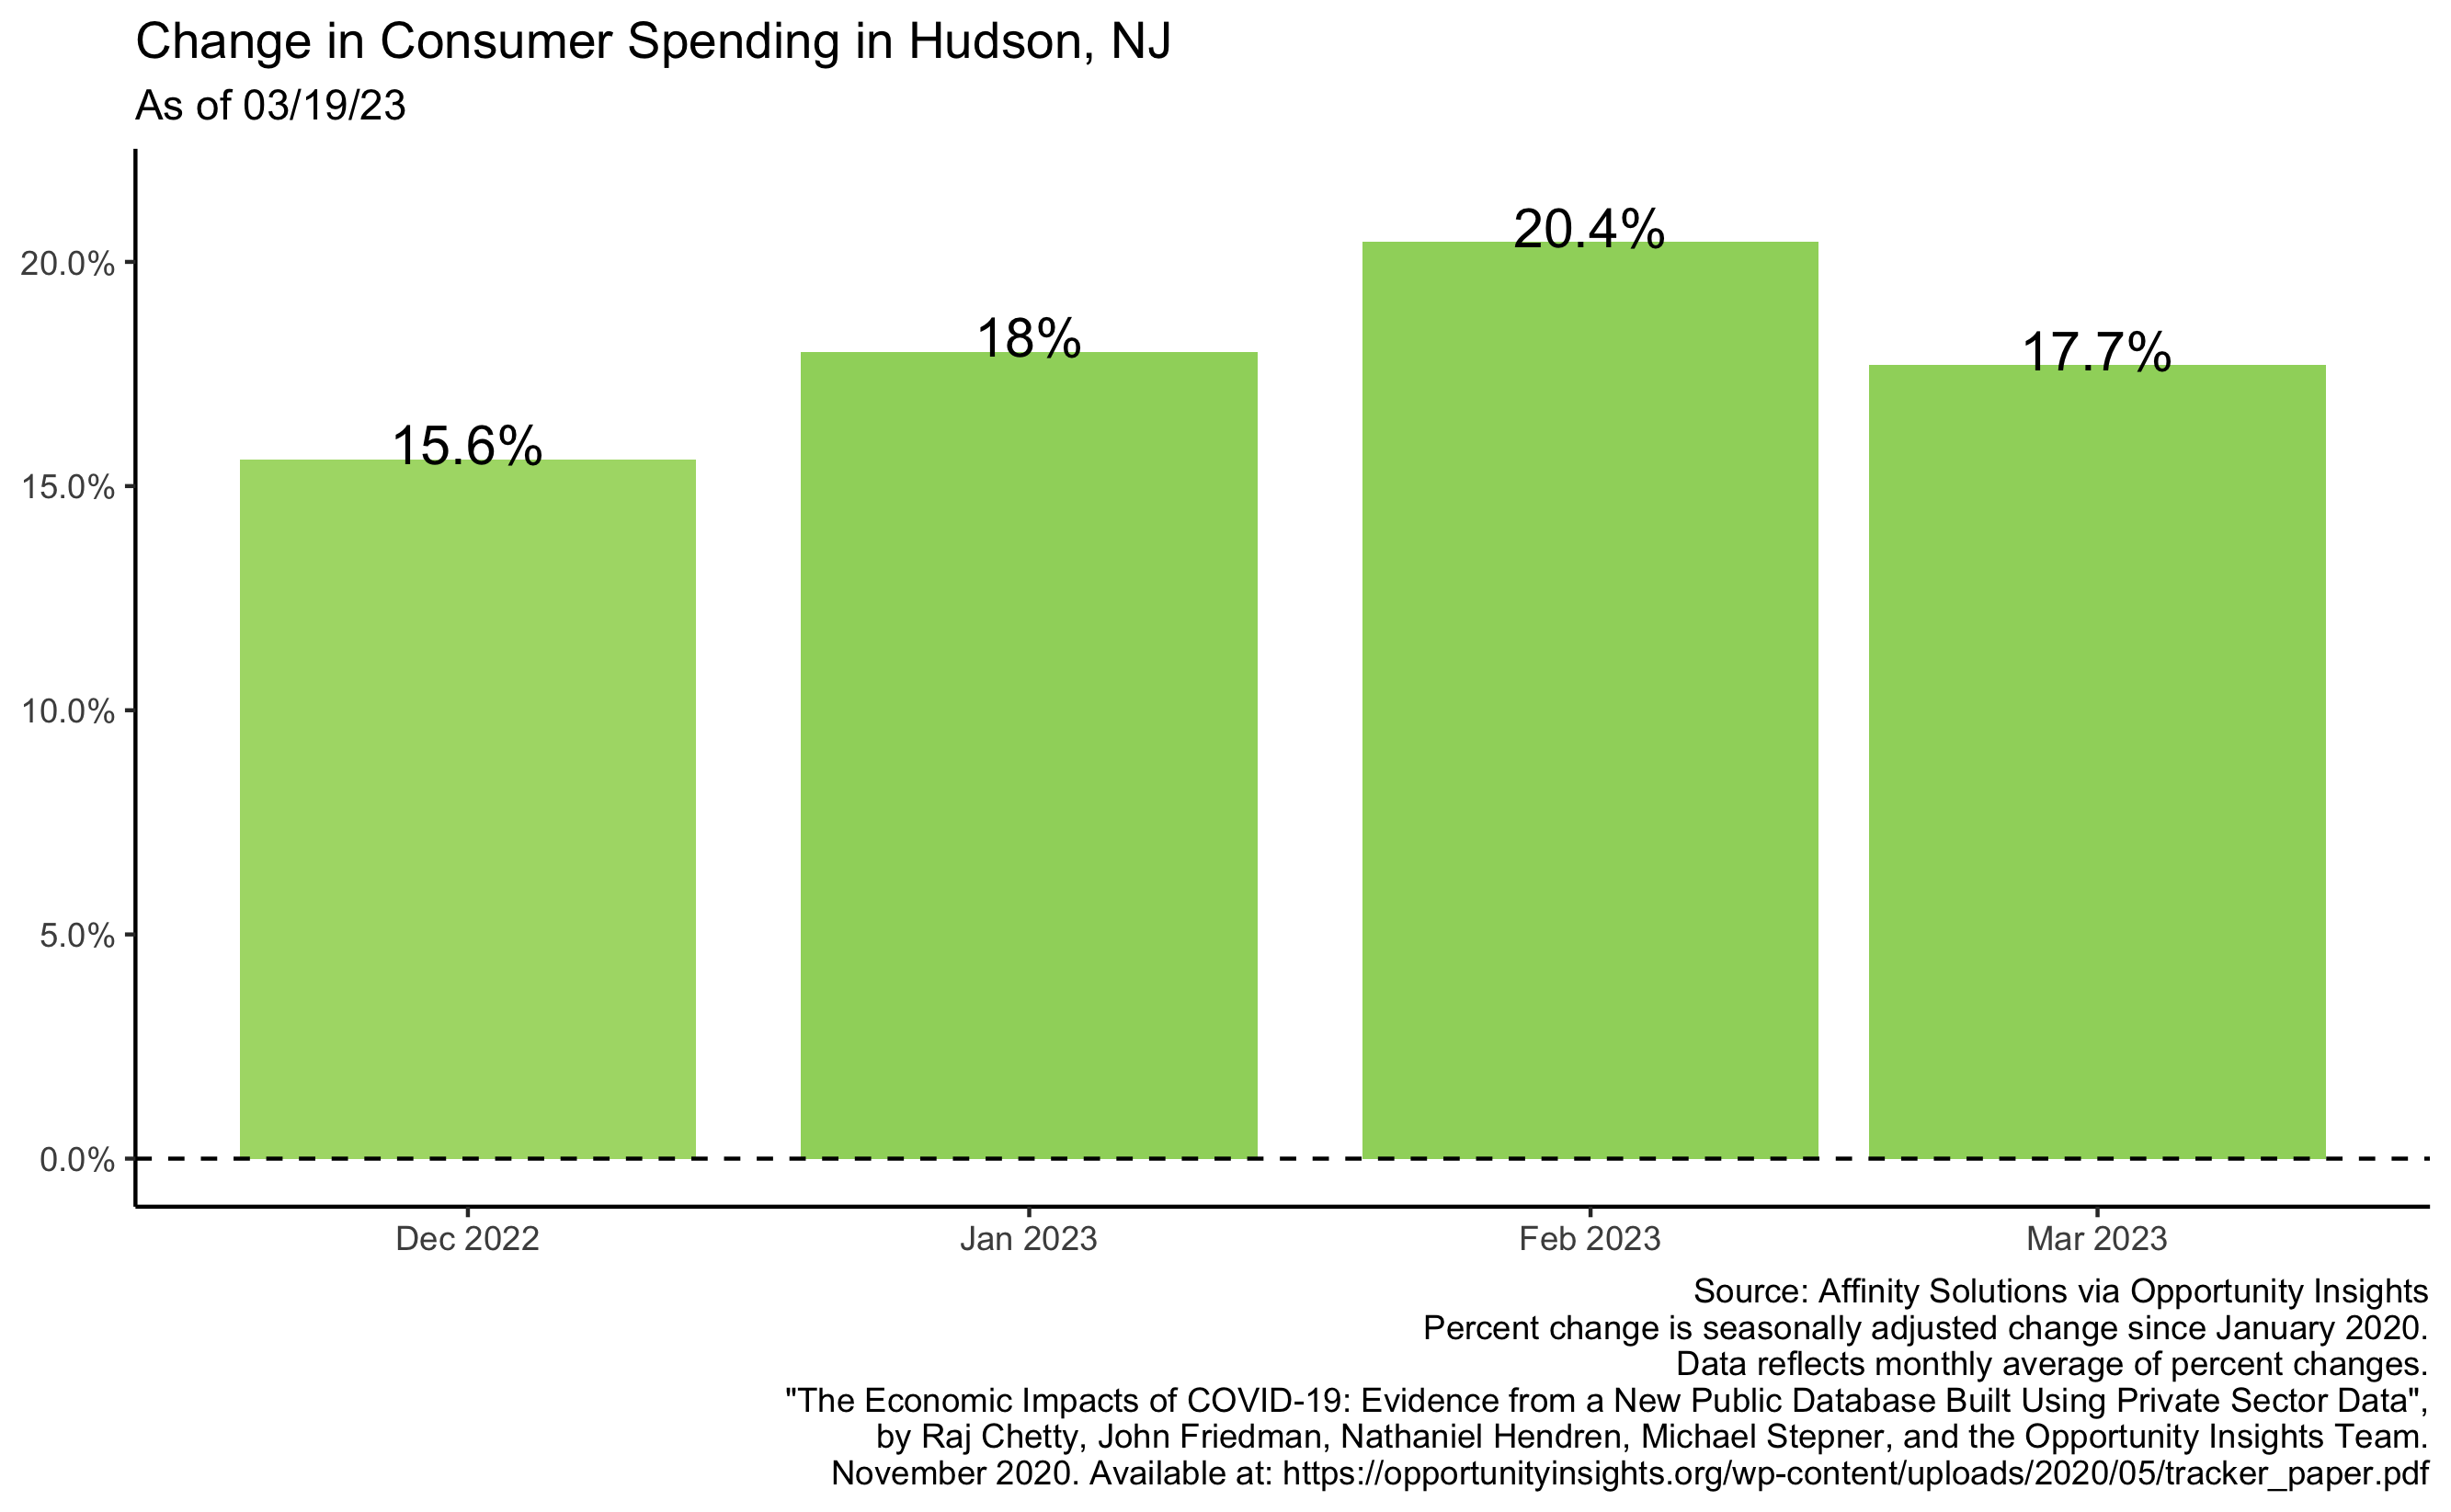 Change in Consumer Spending in Hudson, NJ
As of 03/19/23
20.4%
20.0%
18%
17.7%
15.6%
15.0%
10.0%
5.0%
0.0%
Dec 2022 Jan 2023 Feb 2023 Mar 2023
Source: Affinity Solutions via Opportunity Insights
Percent change is seasonally adjusted change since January 2020.
Data reflects monthly average of percent changes.
"The Economic Impacts of COVID-19: Evidence from a New Public Database Built Using Private Sector Data",
by Raj Chetty, John Friedman, Nathaniel Hendren, Michael Stepner, and the Opportunity Insights Team.
November 2020. Available at: https://opportunityinsights.org/wp-content/uploads/2020/05/tracker_paper.pdf